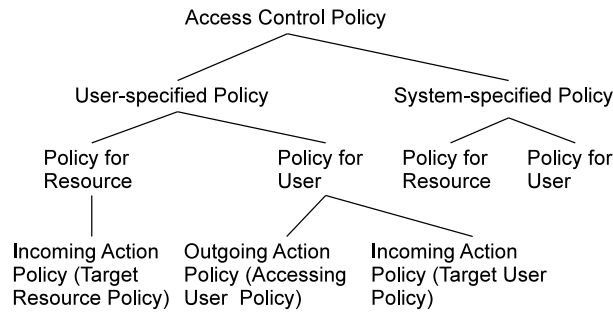 Access Control Policy
User-specified Policy
System-specified Policy
Policy for
Resource
Policy for
User
Policy for
Resource
Policy for
User
Incoming Action
Policy (Target
Resource Policy)
Outgoing Action
Policy (Accessing
User Policy)
Incoming Action
Policy (Target User
Policy)